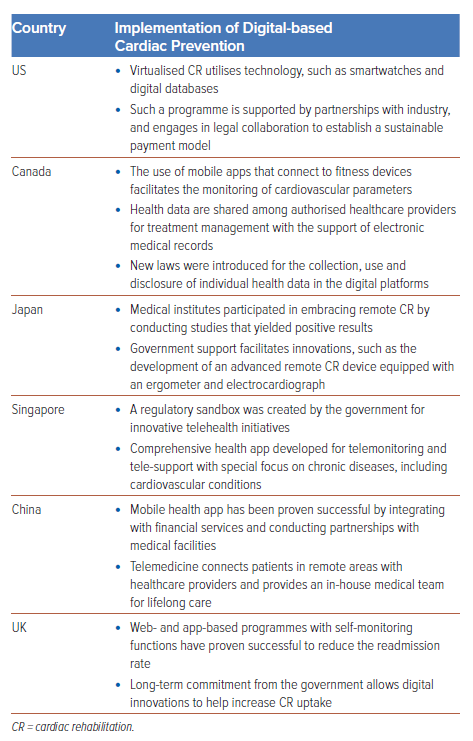 Country
Implementation of Digital-based
Cardiac Prevention
US
• Virtualised CR utilises technology, such as smartwatches and
digital databases
• Such a programme is supported by partnerships with industry,
and engages in legal collaboration to establish a sustainable
payment model
Canada
• The use of mobile apps that connect to fitness devices
facilitates the monitoring of cardiovascular parameters
• Health data are shared among authorised healthcare providers
for treatment management with the support of electronic
medical records
• New laws were introduced for the collection, use and
disclosure of individual health data in the digital platforms
Japan
• Medical institutes participated in embracing remote CR by
conducting studies that yielded positive results
• Government support facilitates innovations, such as the
development of an advanced remote CR device equipped with
an ergometer and electrocardiograph
Singapore
• A regulatory sandbox was created by the government for
innovative telehealth initiatives
• Comprehensive health app developed for telemonitoring and
tele-support with special focus on chronic diseases, including
cardiovascular conditions
China
• Mobile health app has been proven successful by integrating
with financial services and conducting partnerships with
medical facilities
• Telemedicine connects patients in remote areas with
healthcare providers and provides an in-house medical team
for lifelong care
UK
• Web- and app-based programmes with self-monitoring
functions have proven successful to reduce the readmission
rate
• Long-term commitment from the government allows digital
innovations to help increase CR uptake
CR = cardiac rehabilitation.